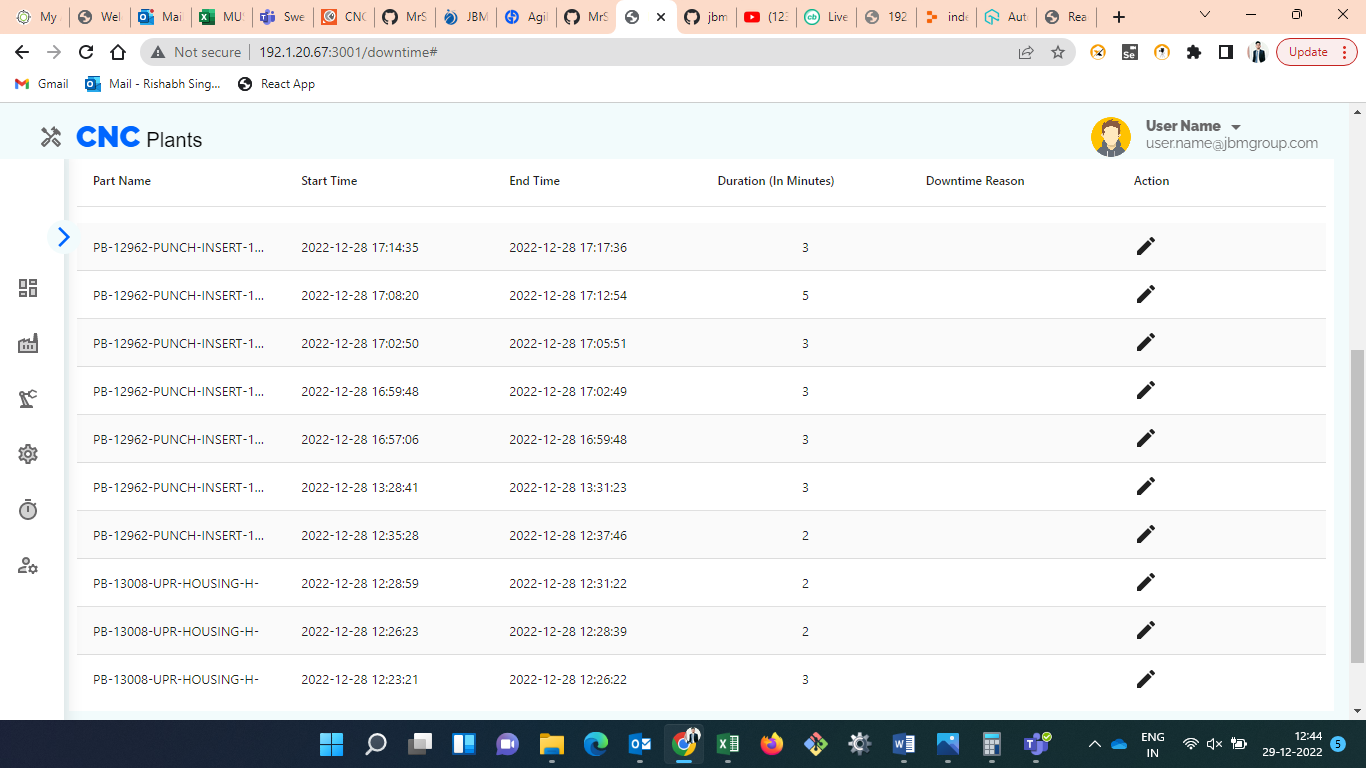 My
Wel
Mai
MU
Swe
CNC
MrS
JBM
Agil
MrS
jbm
(123
Live
192
inde
Aut
Rea
Not secure
192.1.20.67:3001/downtime#
Se
Update
Gmail
Mail - Rishabh Sing...
React App
CNC Plants
User Name
user.name@jbmgroup.com
Part Name Start Time End Time Duration (In Minutes) Downtime Reason Action
PB-12962-PUNCH-INSERT-1... 2022-12-28 17:14:35 2022-12-28 17:17:36 3
PB-12962-PUNCH-INSERT-1... 2022-12-28 17:08:20 2022-12-28 17:12:54 5
PB-12962-PUNCH-INSERT-1... 2022-12-28 17:02:50 2022-12-28 17:05:51 3
PB-12962-PUNCH-INSERT-1... 2022-12-28 16:59:48 2022-12-28 17:02:49 3
PB-12962-PUNCH-INSERT-1... 2022-12-28 16:57:06 2022-12-28 16:59:48 3
PB-12962-PUNCH-INSERT-1... 2022-12-28 13:28:41 2022-12-28 13:31:23 3
PB-12962-PUNCH-INSERT-1... 2022-12-28 12:35:28 2022-12-28 12:37:46 2
PB-13008-UPR-HOUSING-H- 2022-12-28 12:28:59 2022-12-28 12:31:22 2
PB-13008-UPR-HOUSING-H- 2022-12-28 12:26:23 2022-12-28 12:28:39 2
PB-13008-UPR-HOUSING-H- 2022-12-28 12:23:21 2022-12-28 12:26:22 3
ENG
IN
12:44
29-12-2022
5